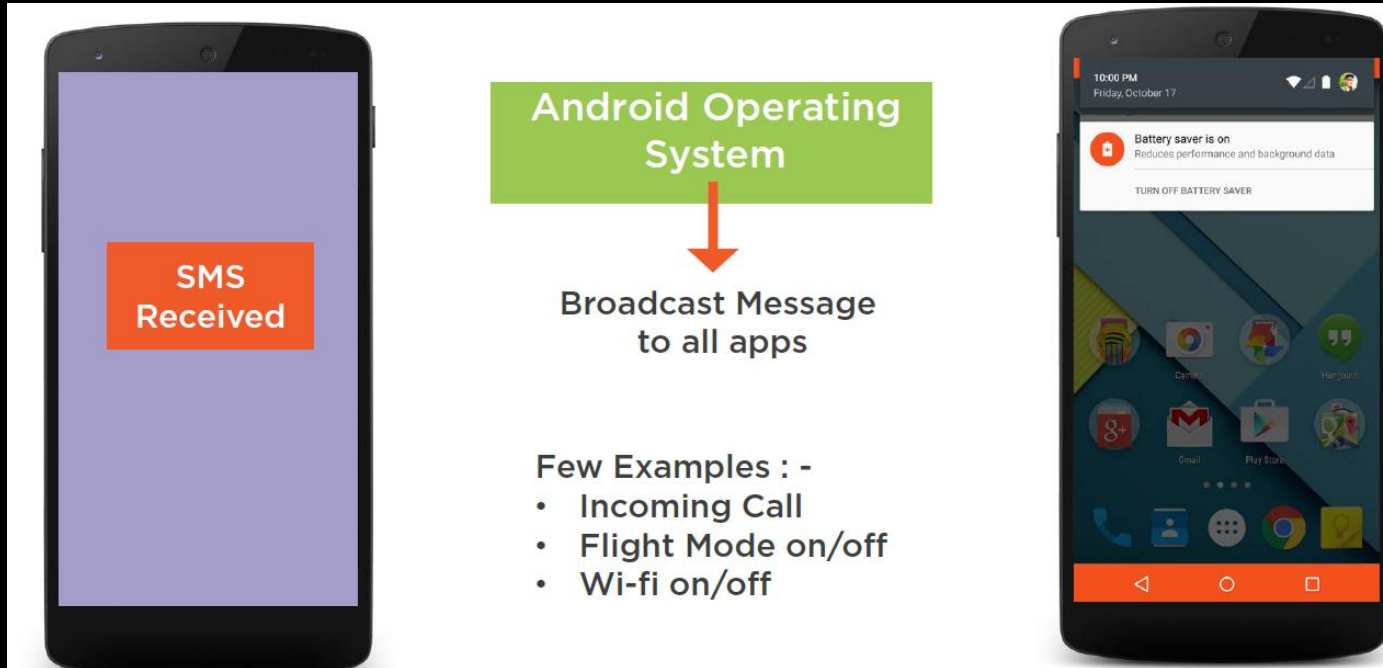 SMS
Received
Android Operating
System
Broadcast Message
to all apps
Few Examples : -
• Incoming Call
• Flight Mode on/off
• Wi-fi on/off
10:00 PM
Friday, October 17
Battery saver is on
Reduces performance and background data
TURN OFF BATTERY SAVER
Camera
Hangouts
8+
Gmail
Play Store